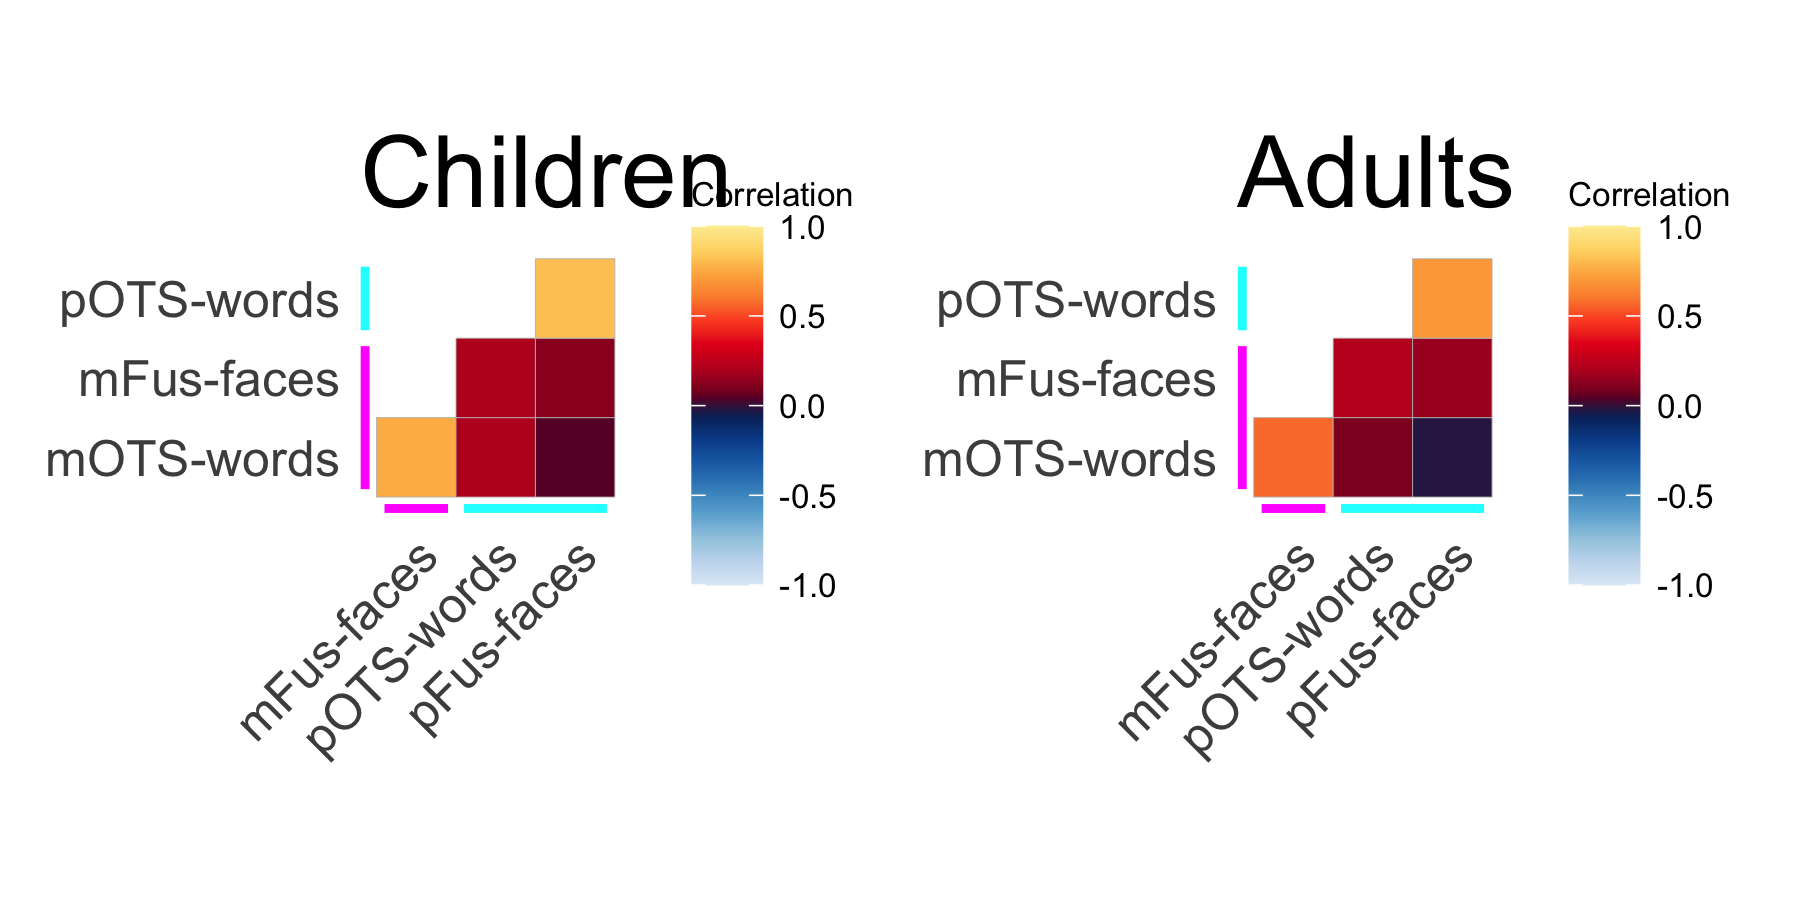 Children
Correlation
1.0
0.5
0.0
-0.5
-1.0
pOTS-words
mFus-faces
mOTS-words
mFus-faces
pOTS-words
pFus-faces
Adults
Correlation
1.0
0.5
0.0
-0.5
-1.0
pOTS-words
mFus-faces
mOTS-words
mFus-faces
pOTS-words
pFus-faces